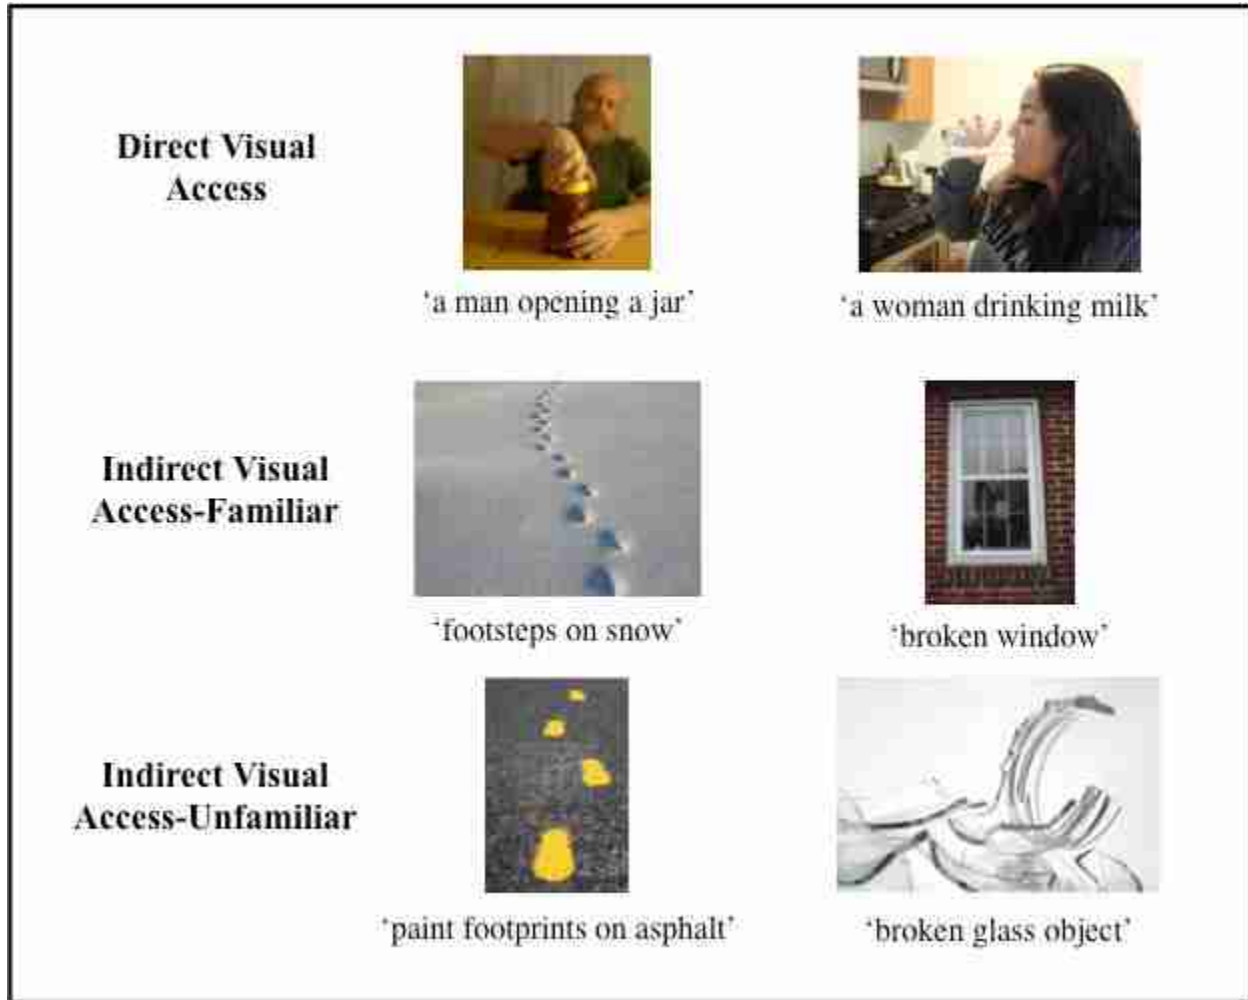 Direct Visual
Access
‘a man opening a jar’
‘a woman drinking milk’
Indirect Visual
Access-Familiar
‘footsteps on snow’
‘broken window’
Indirect Visual
Access-Unfamiliar
‘paint footprints on asphalt’
‘broken glass object’